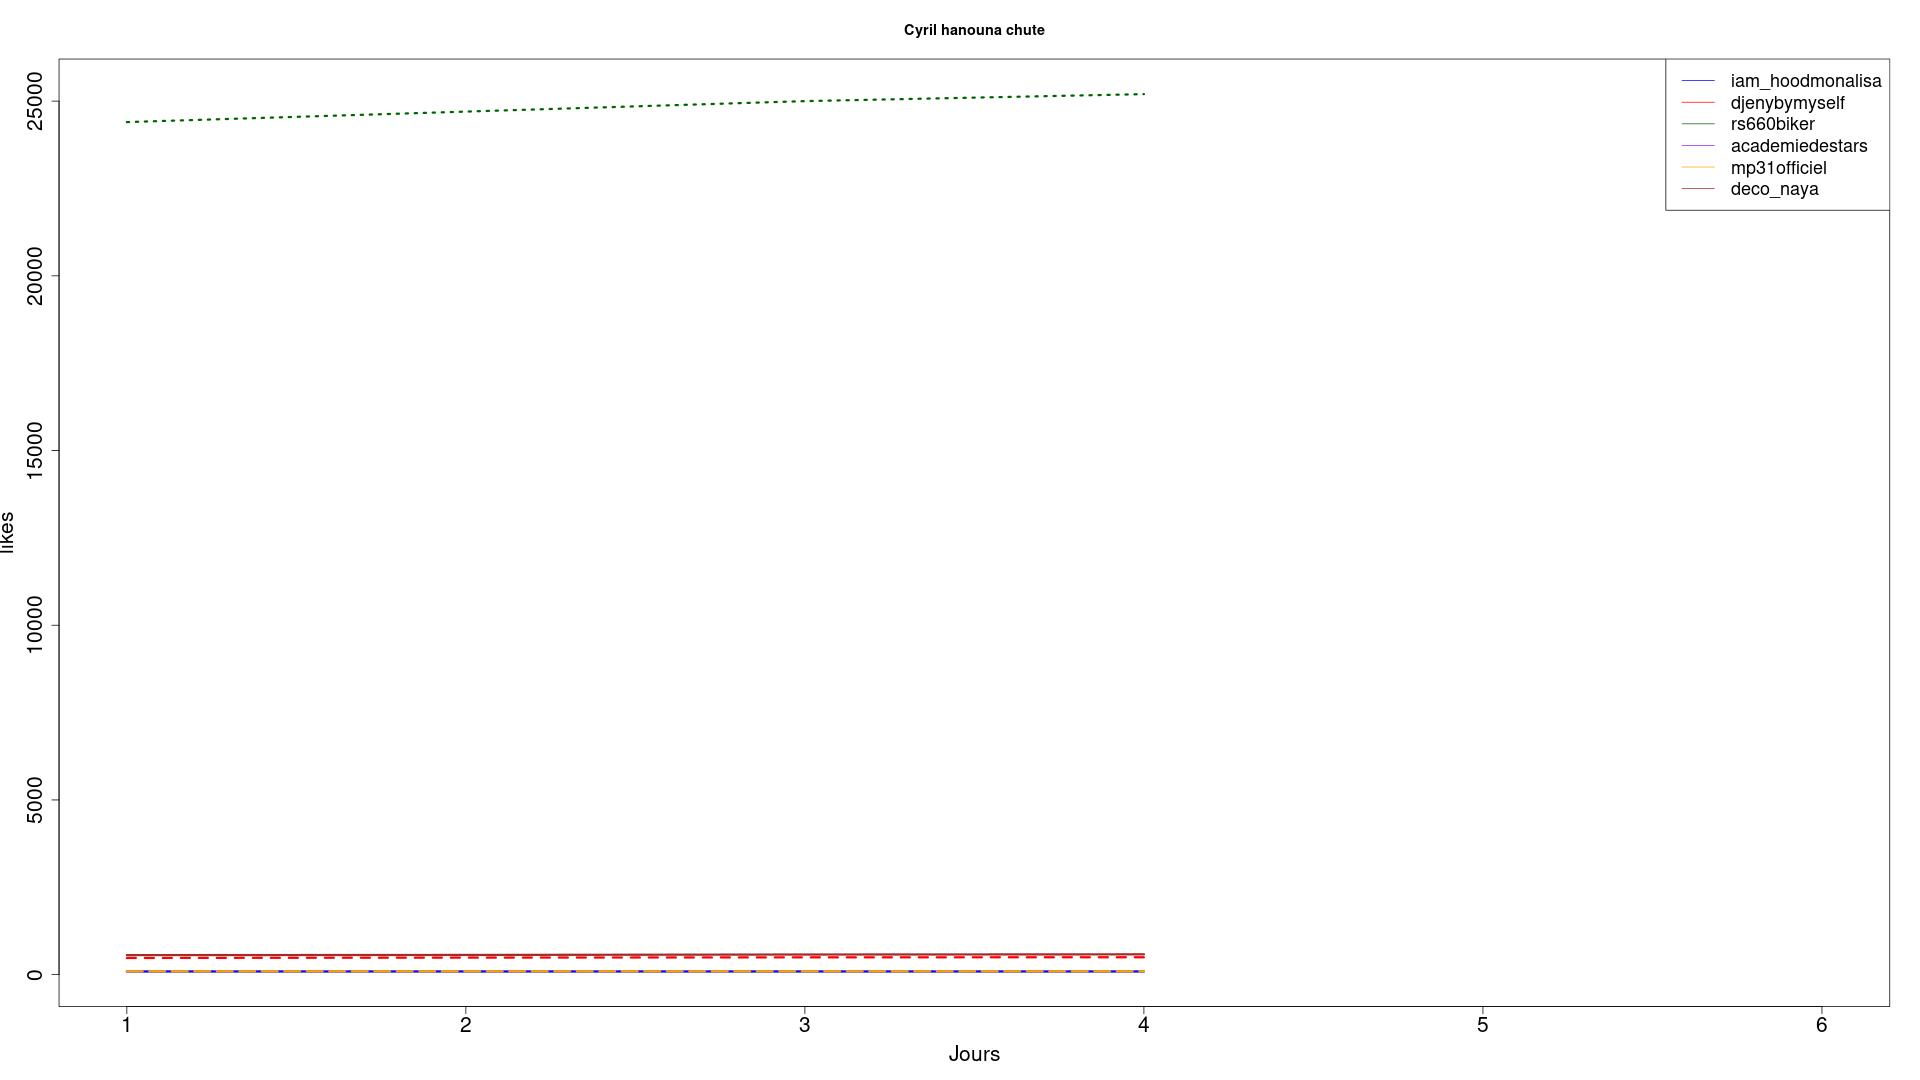 Cyril hanouna chute
iam_hoodmonalisa
djenybymyself
rs660biker
academiedestars
mp31officiel
deco_naya
25000
20000
15000
10000
5000
0
likes
1 2 3 4 5 6
Jours